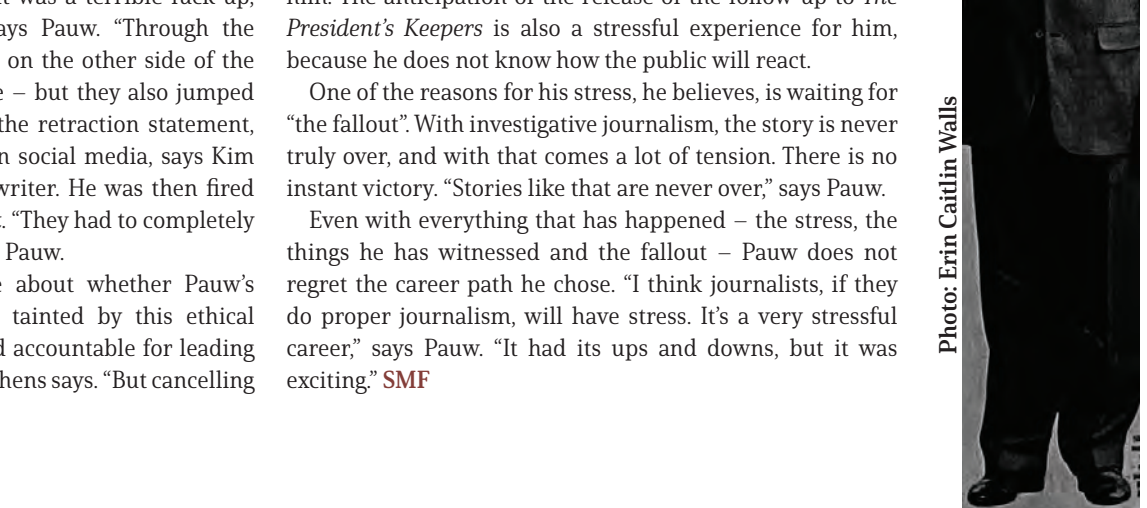 t was a terrible fuck-up,
ays Pauw. “Through the
on the other side of the
e – but they also jumped
the retraction statement,
n social media, says Kim
writer. He was then fired
t. “They had to completely
Pauw.
e about whether Pauw’s
tainted by this ethical
d accountable for leading
hens says. “But cancelling
him. The anticipation of the release of the follow-up to The
President’s Keepers is also a stressful experience for him,
because he does not know how the public will react.
One of the reasons for his stress, he believes, is waiting for
“the fallout”. With investigative journalism, the story is never
truly over, and with that comes a lot of tension. There is no
instant victory. “Stories like that are never over,” says Pauw.
Even with everything that has happened – the stress, the
things he has witnessed and the fallout – Pauw does not
regret the career path he chose. “I think journalists, if they
do proper journalism, will have stress. It’s a very stressful
career,” says Pauw. “It had its ups and downs, but it was
exciting.” SMF
Photo: Erin Caitlin Walls